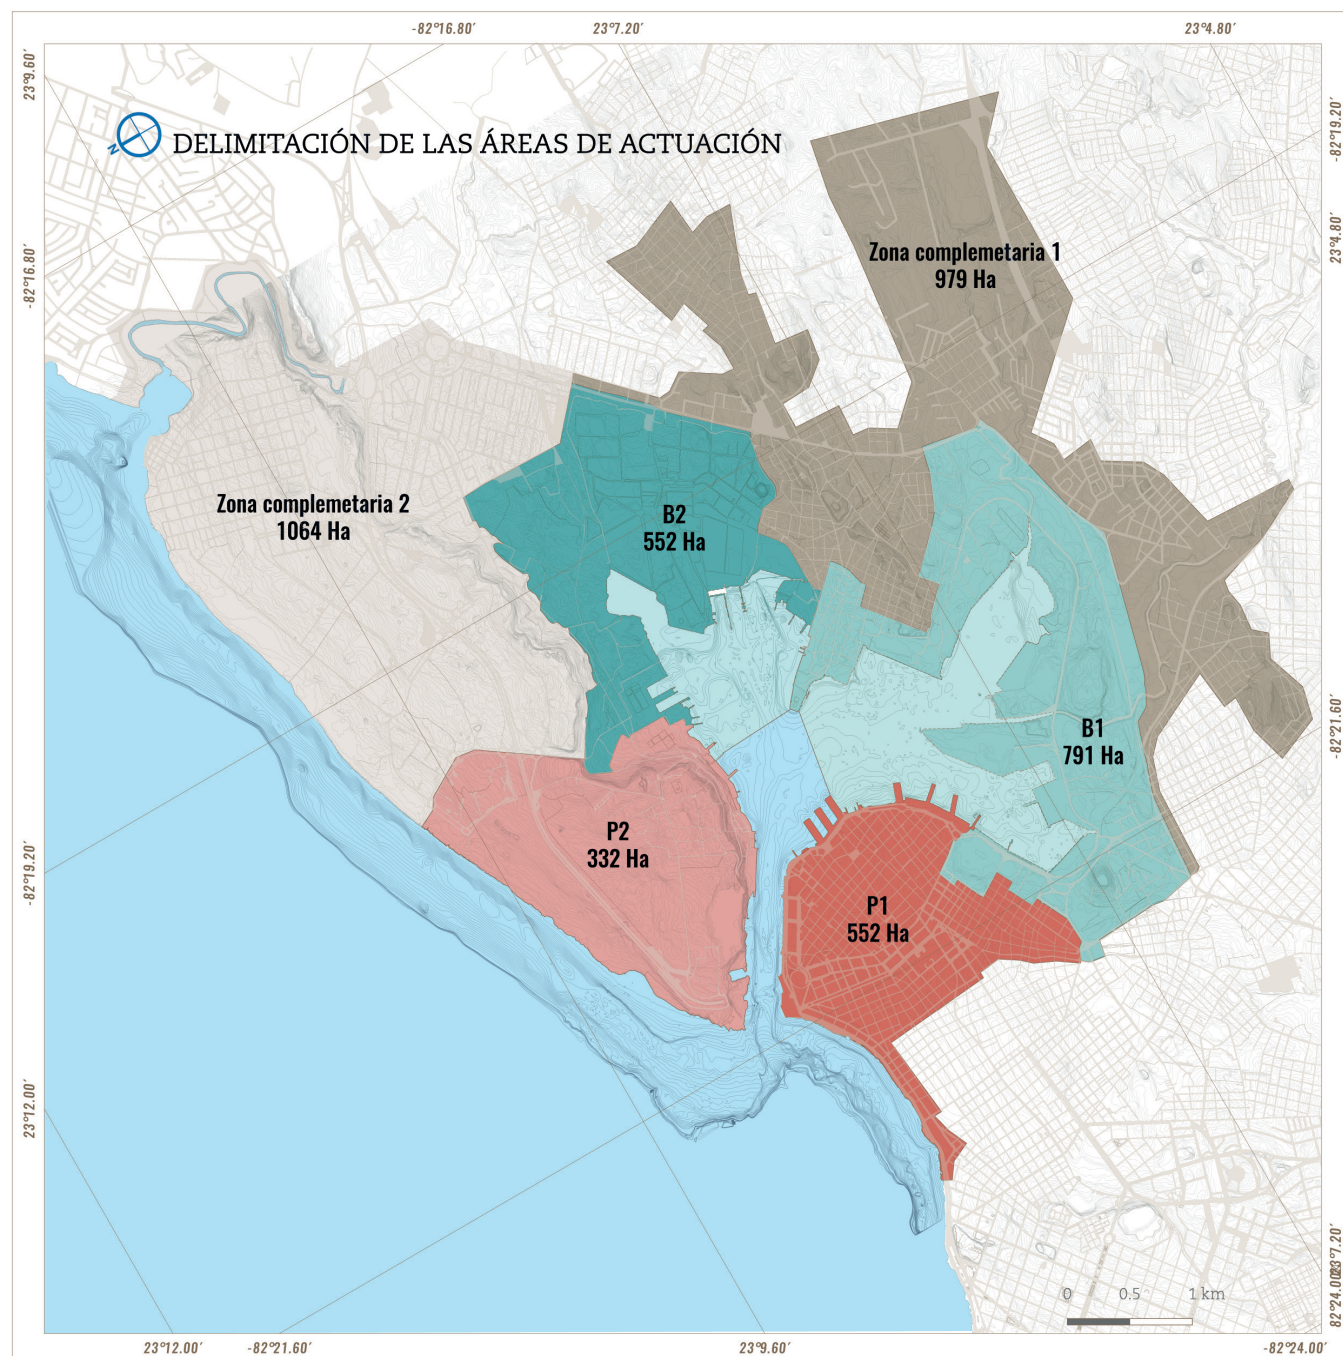 -82°16.80′
23°7.20′
23°4.80′
23°9.60′
-82°19.20′
N
DELIMITACIÓN DE LAS ÁREAS DE ACTUACIÓN
Zona complemetaria 1
979 Ha
23°4.80′
-82°16.80′
Zona complemetaria 2
1064 Ha
B2
552 Ha
B1
791 Ha
-82°21.60′
P2
332 Ha
P1
552 Ha
-82°19.20′
23°12.00′
23°7.20′
0 0.5 1 km
23°12.00′
-82°21.60′
23°9.60′
-82°24.00′